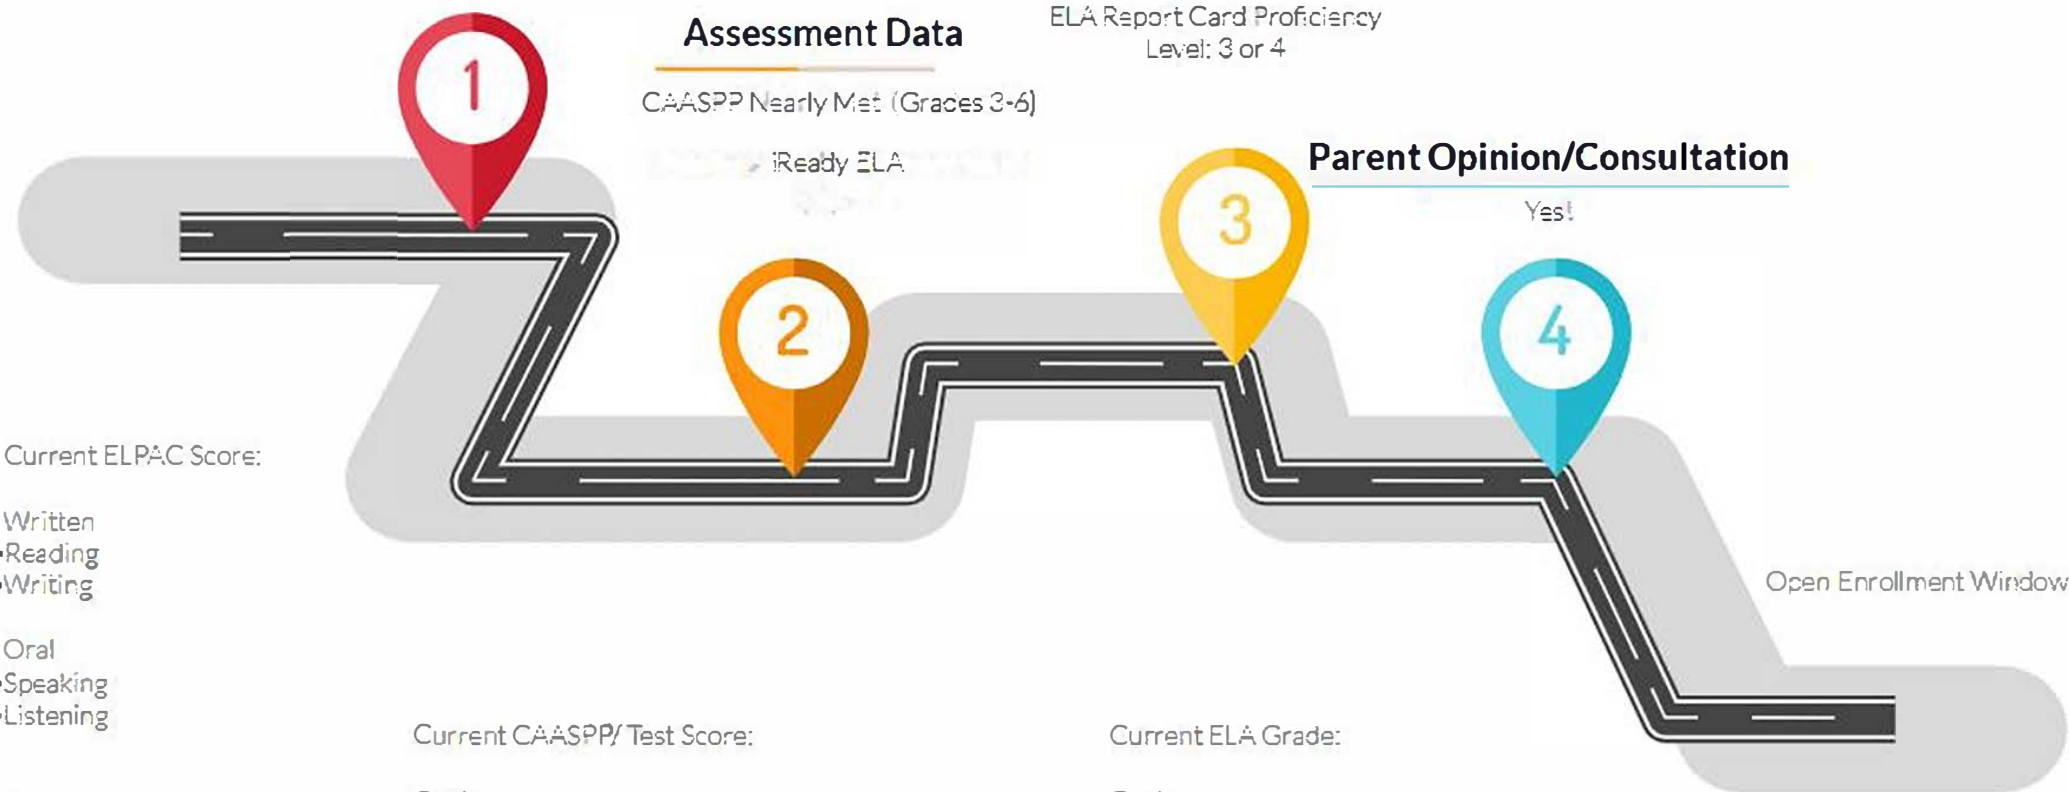 1
Assessment Data
CAASPP Nearly Met (Grades 3-6)
iReady ELA
ELA Report Card Proficiency
Level: 3 or 4
2
3
Parent Opinion/Consultation
Yes!
4
Current ELPAC Score:
Written
•Reading
•Writing
Oral
•Speaking
•Listening
Current CAASPP/ Test Score:
Current ELA Grade:
Open Enrollment Window